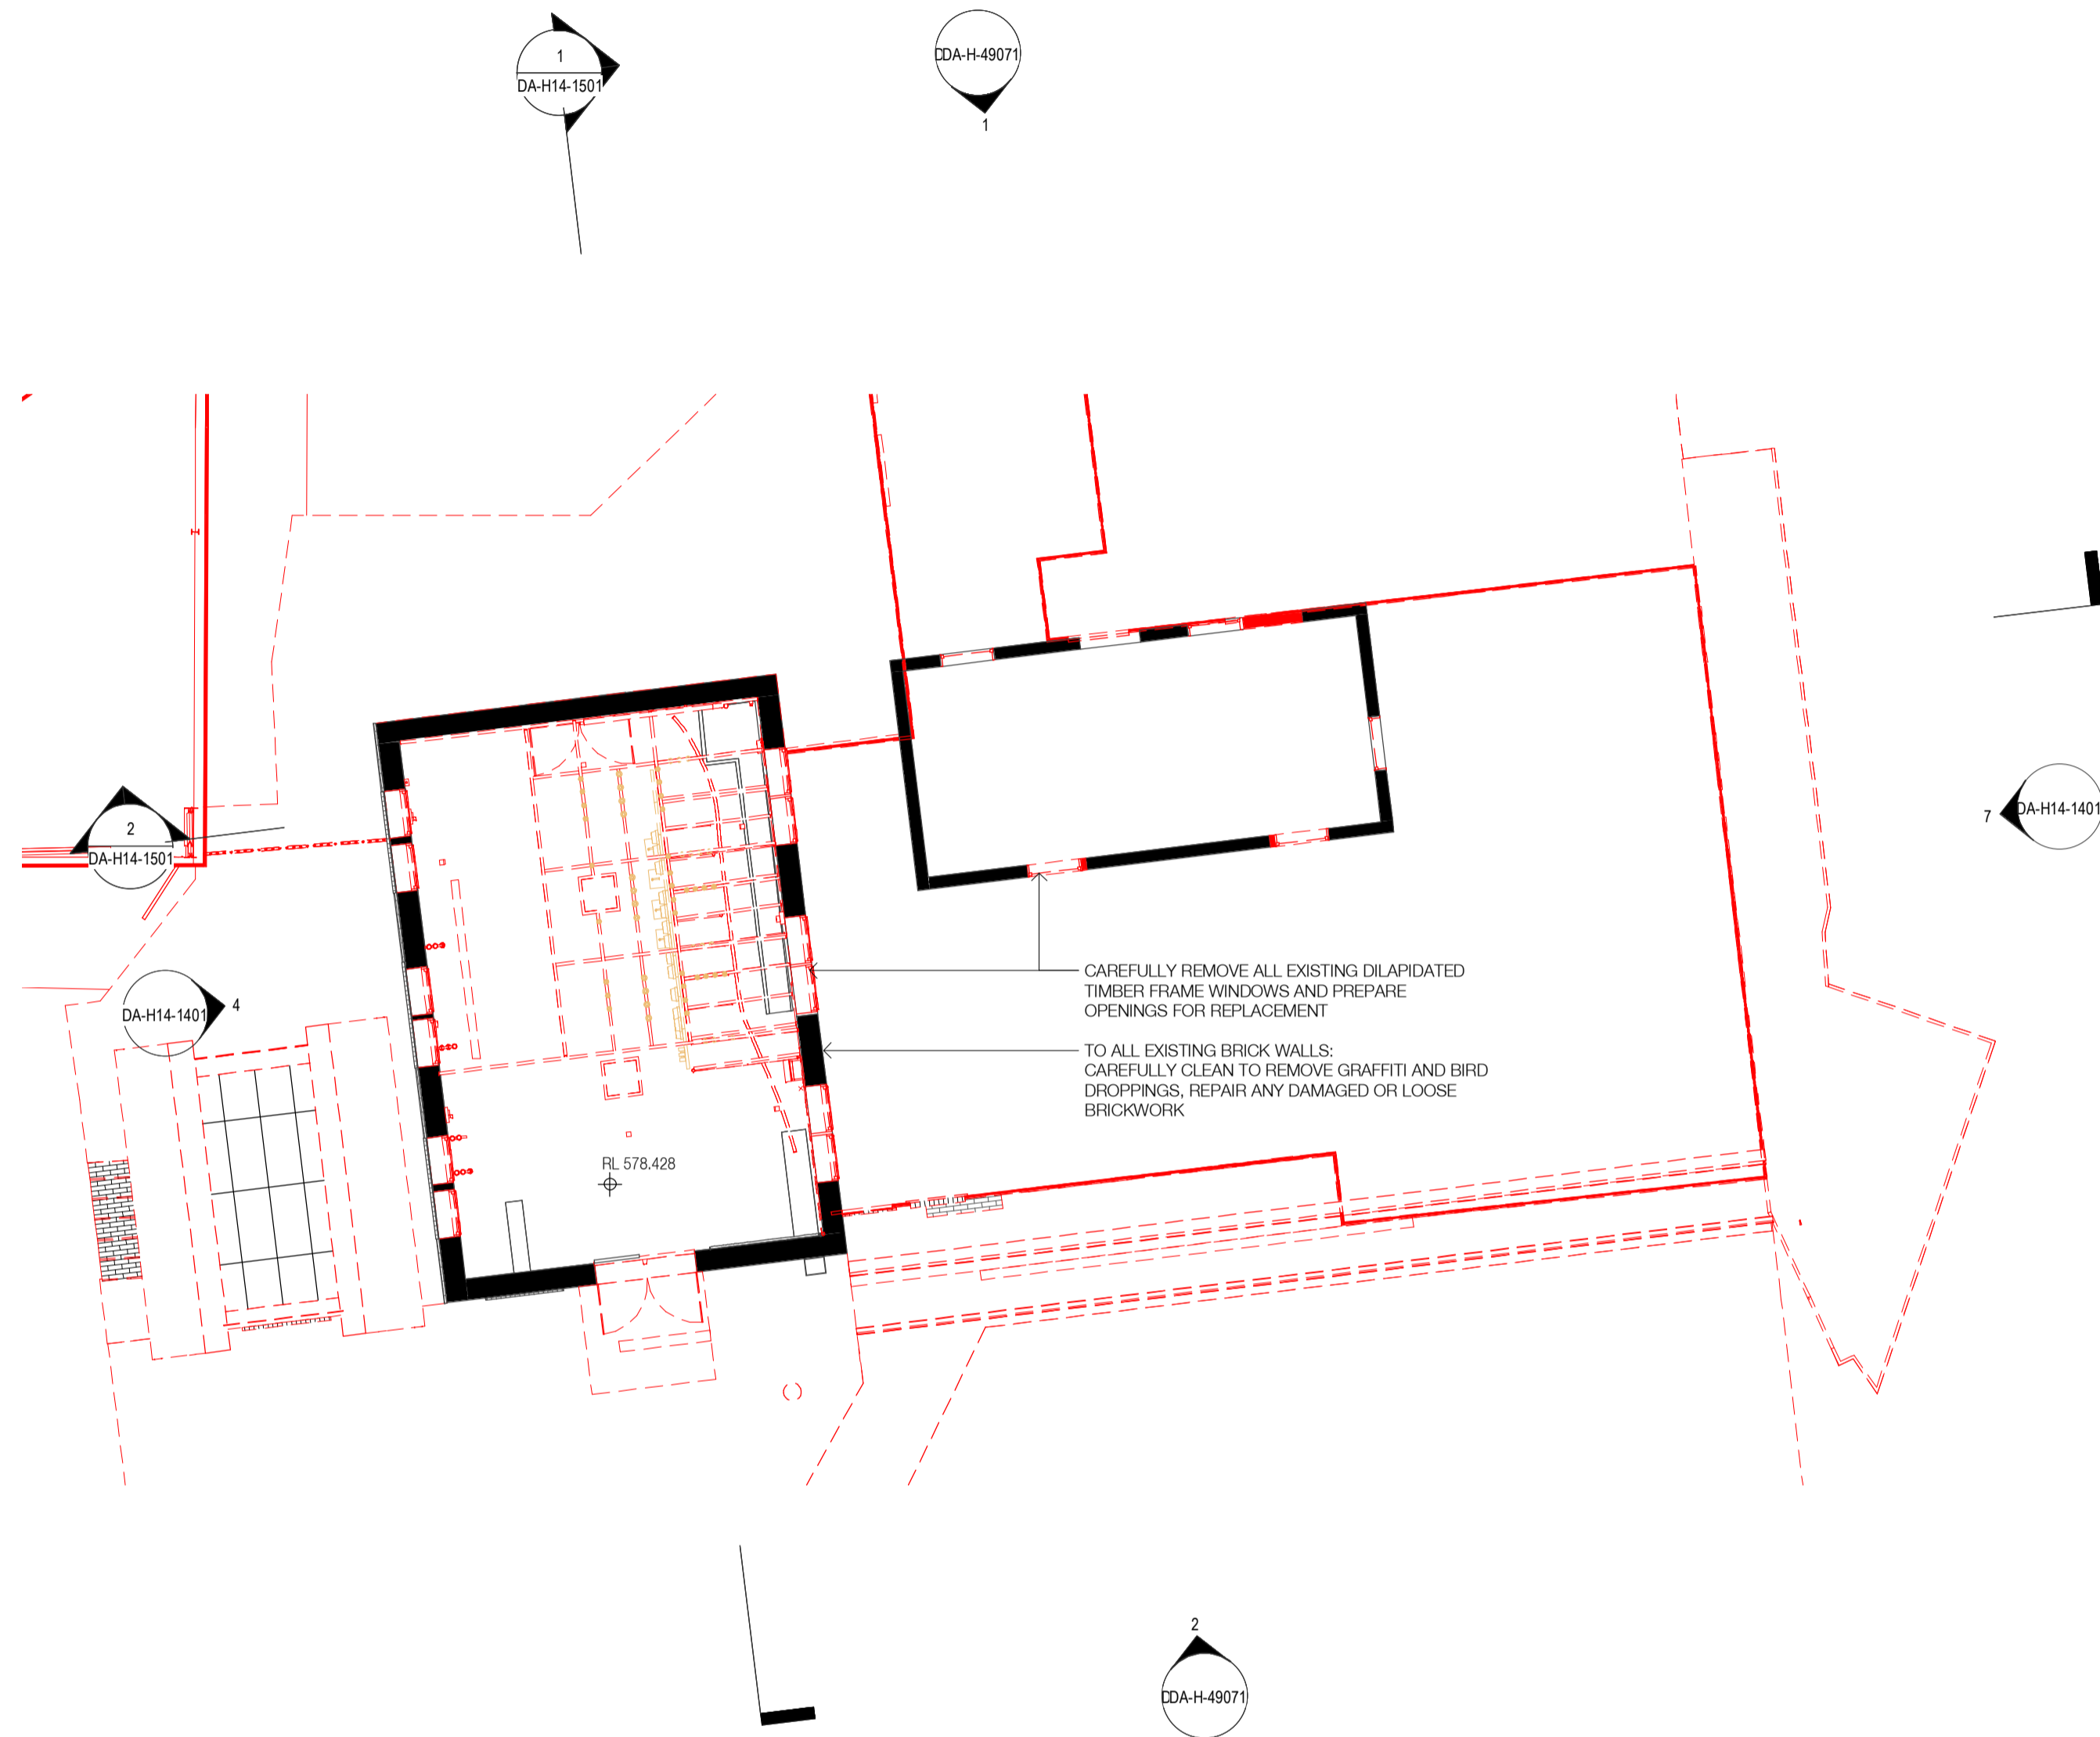 1
DA-H14-1501
DDA-H-49071
1
2
DA-H14-1501
7
DA-H14-1401
DA-H14-1401
4
CAREFULLY REMOVE ALL EXISTING DILAPIDATED
TIMBER FRAME WINDOWS AND PREPARE
OPENINGS FOR REPLACEMENT
TO ALL EXISTING BRICK WALLS:
CAREFULLY CLEAN TO REMOVE GRAFFITI AND BIRD
DROPPINGS, REPAIR ANY DAMAGED OR LOOSE
BRICKWORK
RL 578.428
2
DDA-H-49071